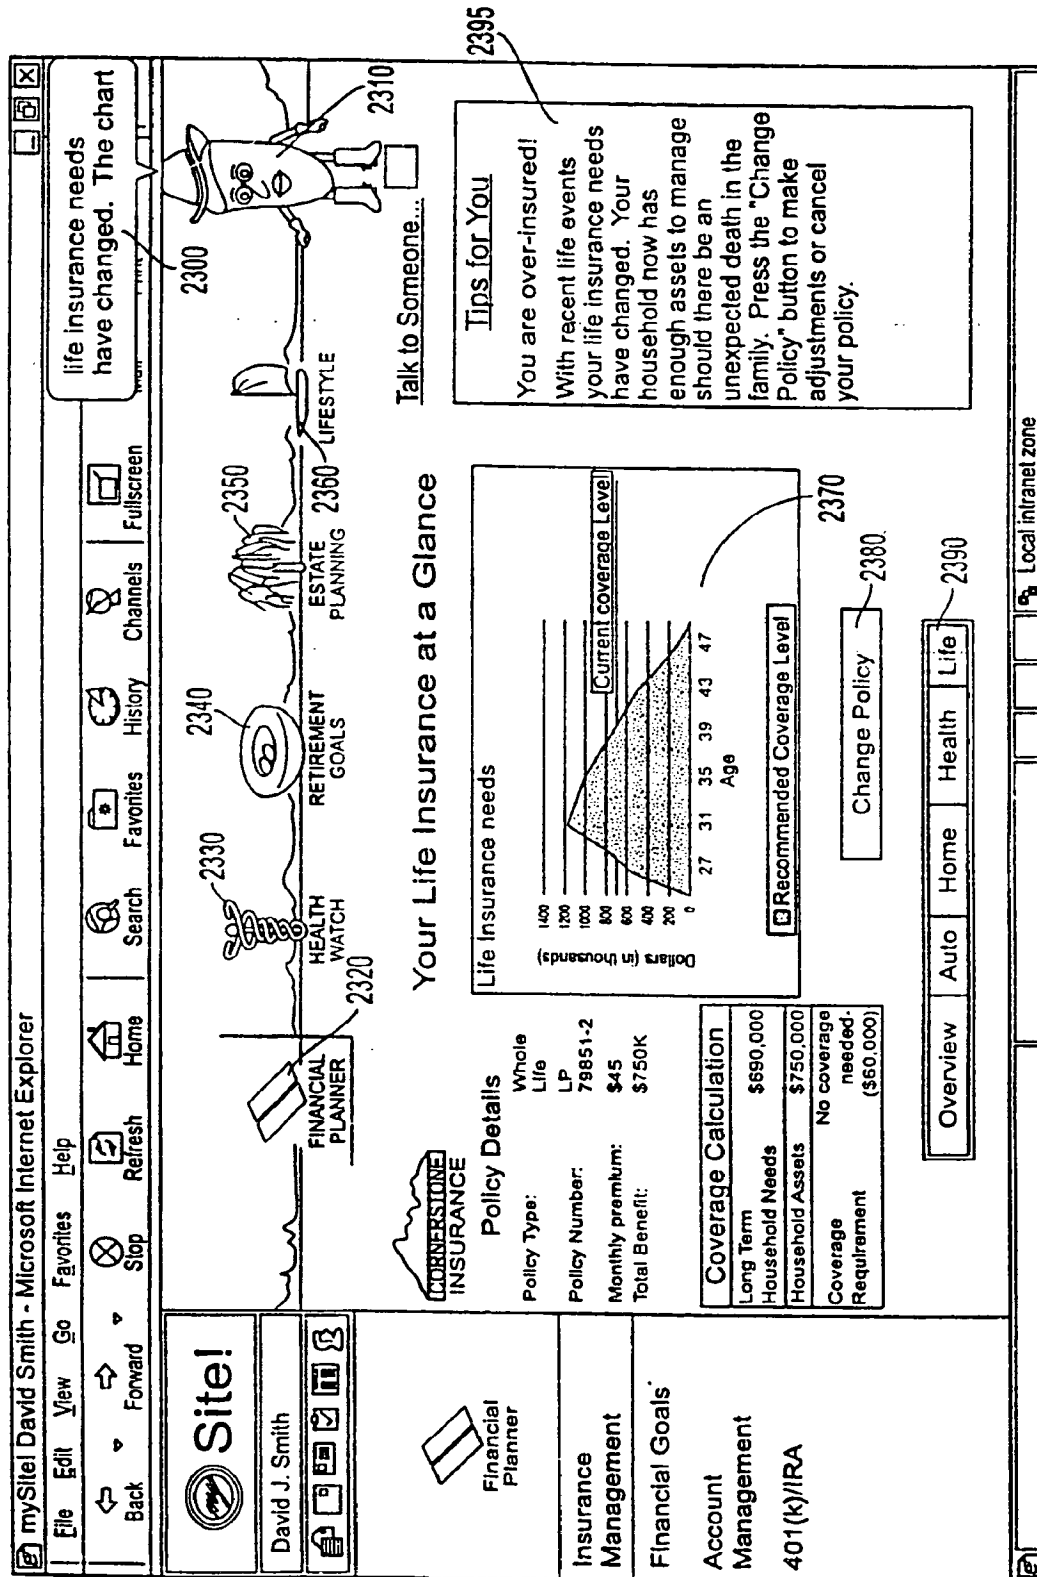 mySite! David Smith - Microsoft Internet Explorer
File Edit View Go Favorites Help
Back Forward Stop Refresh Home Search Favorites History Channels Fullscreen
life insurance needs
have changed. The chart
2300
my Site!
David J. Smith
FINANCIAL
PLANNER
2320
HEALTH
WATCH
2330
RETIREMENT
GOALS
2340
ESTATE
PLANNING
2350
LIFESTYLE
2360
2310
Talk to Someone...
Financial
Planner
Insurance
Management
Financial Goals
Account
Management
401(k)/IRA
CORNERSTONE
INSURANCE
Your Life Insurance at a Glance
Policy Details
Policy Type: Whole
Life
Policy Number: LP
79851-2
Monthly premium: $45
Total Benefit: $750K
Coverage Calculation
Long Term
Household Needs $690,000
Household Assets $750,000
Coverage
Requirement
No coverage
needed-
($60,000)
Life Insurance needs
Dollars (in thousands)
1400
1200
1000
800
600
400
200
0
27 31 35 39 43 47
Age
Current coverage Level
Recommended Coverage Level
2370
Change Policy
2380
Overview Auto Home Health Life
2390
Tips for You
You are over-insured!
With recent life events
your life insurance needs
have changed. Your
household now has
enough assets to manage
should there be an
unexpected death in the
family. Press the "Change
Policy" button to make
adjustments or cancel
your policy.
2395
Local intranet zone